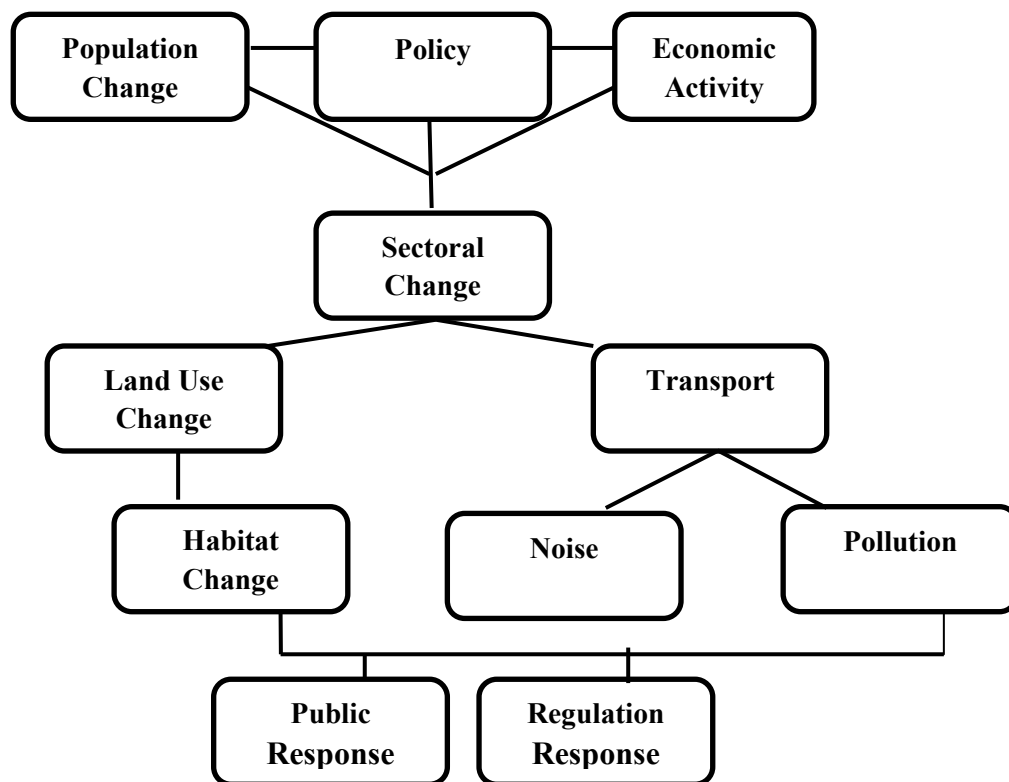 Population
Change
Policy
Economic
Activity
Sectoral
Change
Land Use
Change
Transport
Habitat
Change
Noise
Pollution
Public
Response
Regulation
Response